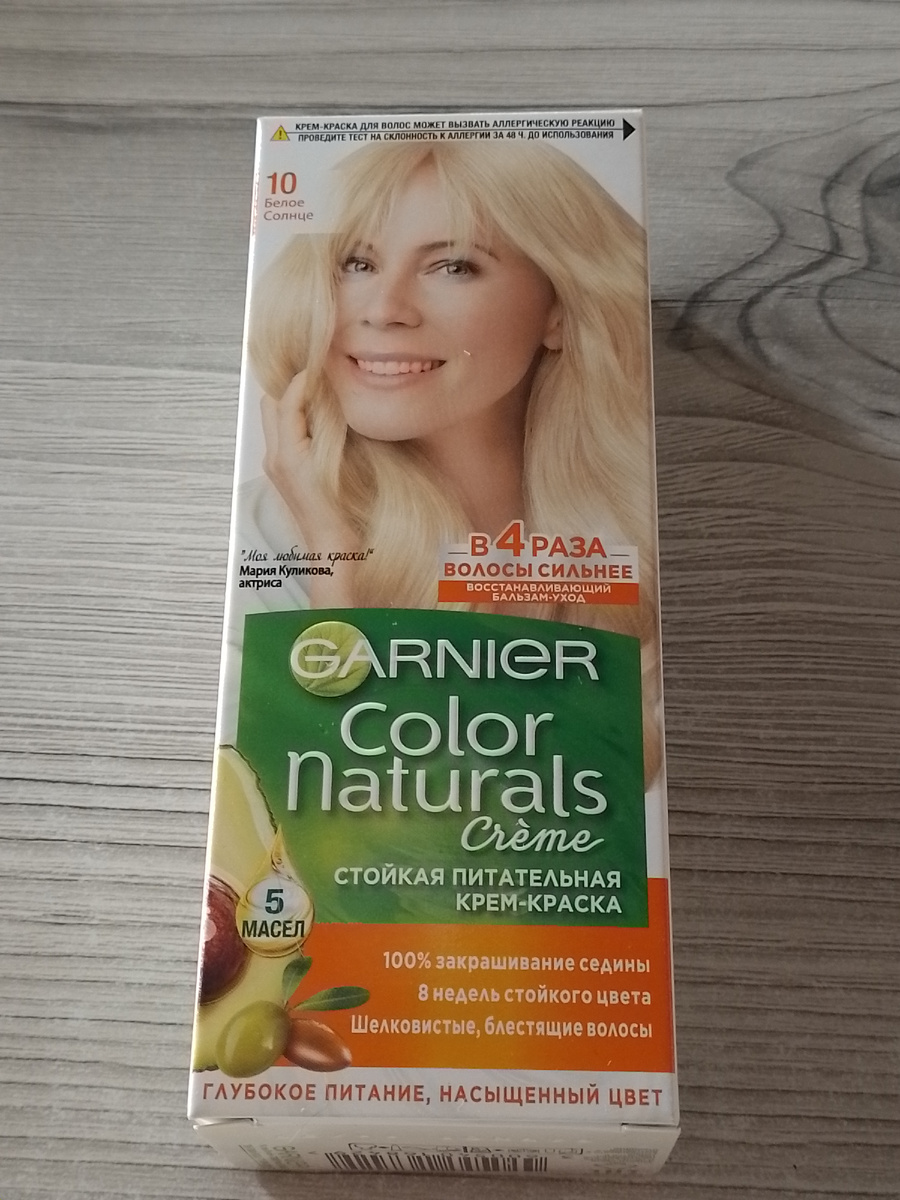 КРЕМ-КРАСКА ДЛЯ ВОЛОС МОЖЕТ ВЫЗВАТЬ АЛЛЕРГИЧЕСКУЮ РЕАКЦИЮ
ПРОВЕДИТЕ ТЕСТ НА СКЛОННОСТЬ К АЛЛЕРГИИ ЗА 48 Ч. ДО ИСПОЛЬЗОВАНИЯ
10
Белое
Солнце
"Моя любимая краска!"
Мария Куликова,
актриса
В 4 РАЗА
ВОЛОСЫ СИЛЬНЕЕ
ВОССТАНАВЛИВАЮЩИЙ
БАЛЬЗАМ-УХОД
GARNIER
Color
Naturals
Crème
СТОЙКАЯ ПИТАТЕЛЬНАЯ
КРЕМ-КРАСКА
5
МАСЕЛ
100% закрашивание седины
8 недель стойкого цвета
Шелковистые, блестящие волосы
ГЛУБОКОЕ ПИТАНИЕ, НАСЫЩЕННЫЙ ЦВЕТ